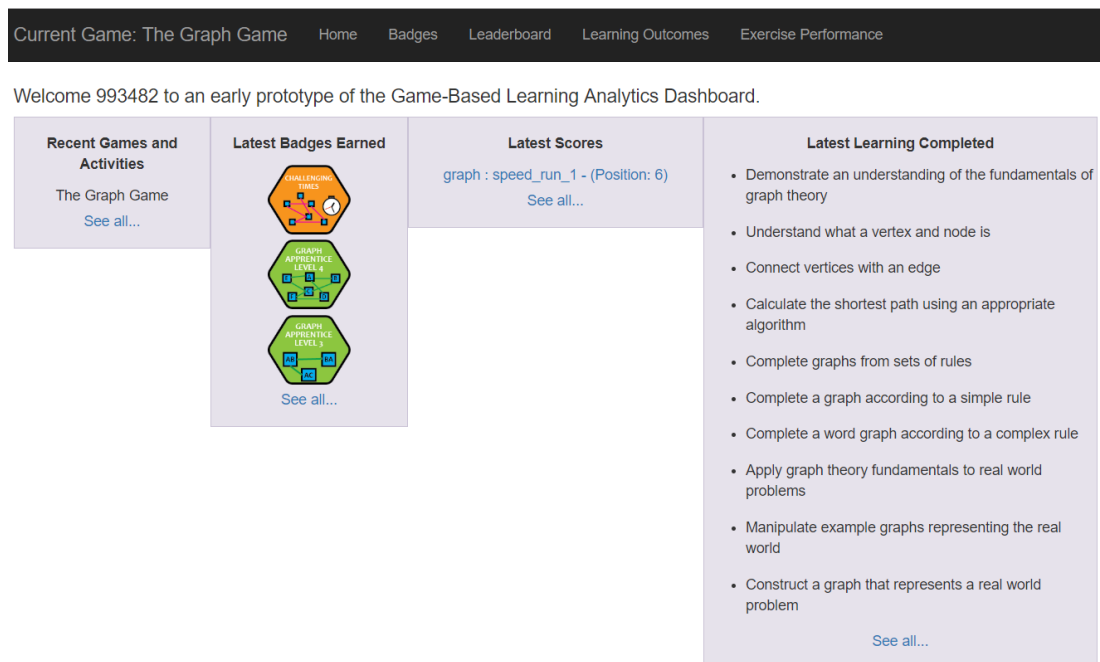 Current Game: The Graph Game Home Badges Leaderboard Learning Outcomes Exercise Performance
Welcome 993482 to an early prototype of the Game-Based Learning Analytics Dashboard.
Recent Games and
Activities
The Graph Game
See all...
Latest Badges Earned
CHALLENGING
TIMES
GRAPH
APPRENTICE
LEVEL 4
GRAPH
APPRENTICE
LEVEL 3
AB BA
AC
See all...
Latest Scores
graph : speed_run_1 - (Position: 6)
See all...
Latest Learning Completed
• Demonstrate an understanding of the fundamentals of
graph theory
• Understand what a vertex and node is
• Connect vertices with an edge
• Calculate the shortest path using an appropriate
algorithm
• Complete graphs from sets of rules
• Complete a graph according to a simple rule
• Complete a word graph according to a complex rule
• Apply graph theory fundamentals to real world
problems
• Manipulate example graphs representing the real
world
• Construct a graph that represents a real world
problem
See all...